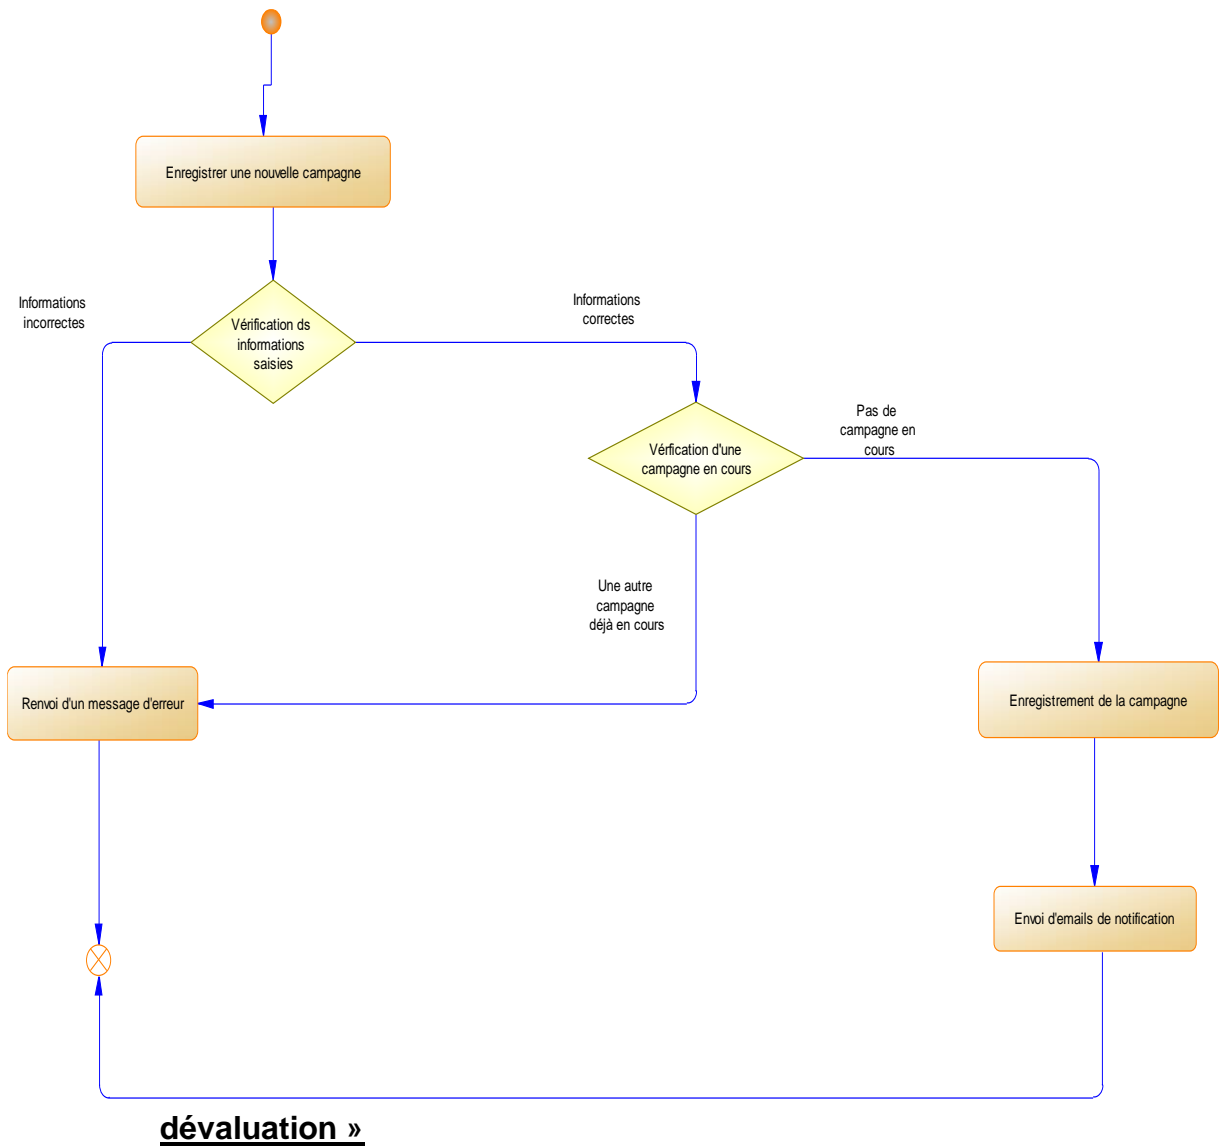 Enregistrer une nouvelle campagne
Informations
incorrectes
Vérification ds
informations
saisies
Informations
correctes
Vérfication d'une
campagne en cours
Pas de
campagne en
cours
Une autre
campagne
déjà en cours
Renvoi d'un message d'erreur
Enregistrement de la campagne
Envoi d'emails de notification
dévaluation »